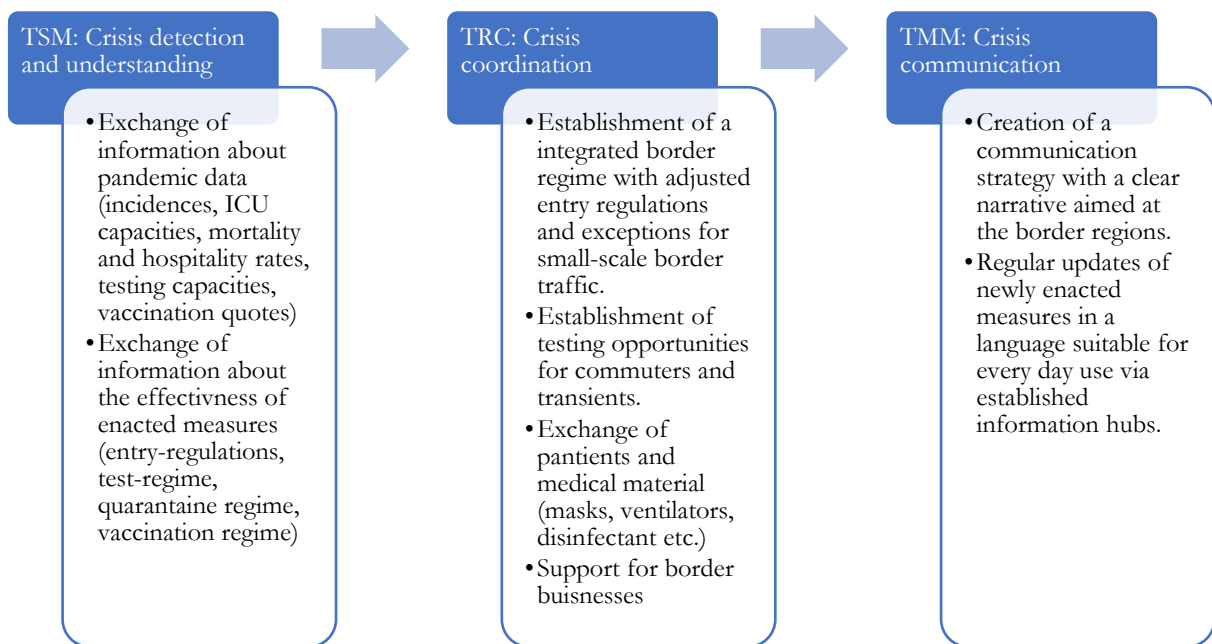 TSM: Crisis detection
and understanding
•Exchange of
information about
pandemic data
(incidences, ICU
capacities, mortality
and hospitality rates,
testing capacities,
vaccination quotes)
•Exchange of
information about
the effectivness of
enacted measures
(entry-regulations,
test-regime,
quarantaine regime,
vaccination regime)
TRC: Crisis
coordination
•Establishment of a
integrated border
regime with adjusted
entry regulations
and exceptions for
small-scale border
traffic.
•Establishment of
testing opportunities
for commuters and
transients.
•Exchange of
pantients and
medical material
(masks, ventilators,
disinfectant etc.)
•Support for border
buisnesses
TMM: Crisis
communication
•Creation of a
communication
strategy with a clear
narrative aimed at
the border regions.
•Regular updates of
newly enacted
measures in a
language suitable for
every day use via
established
information hubs.